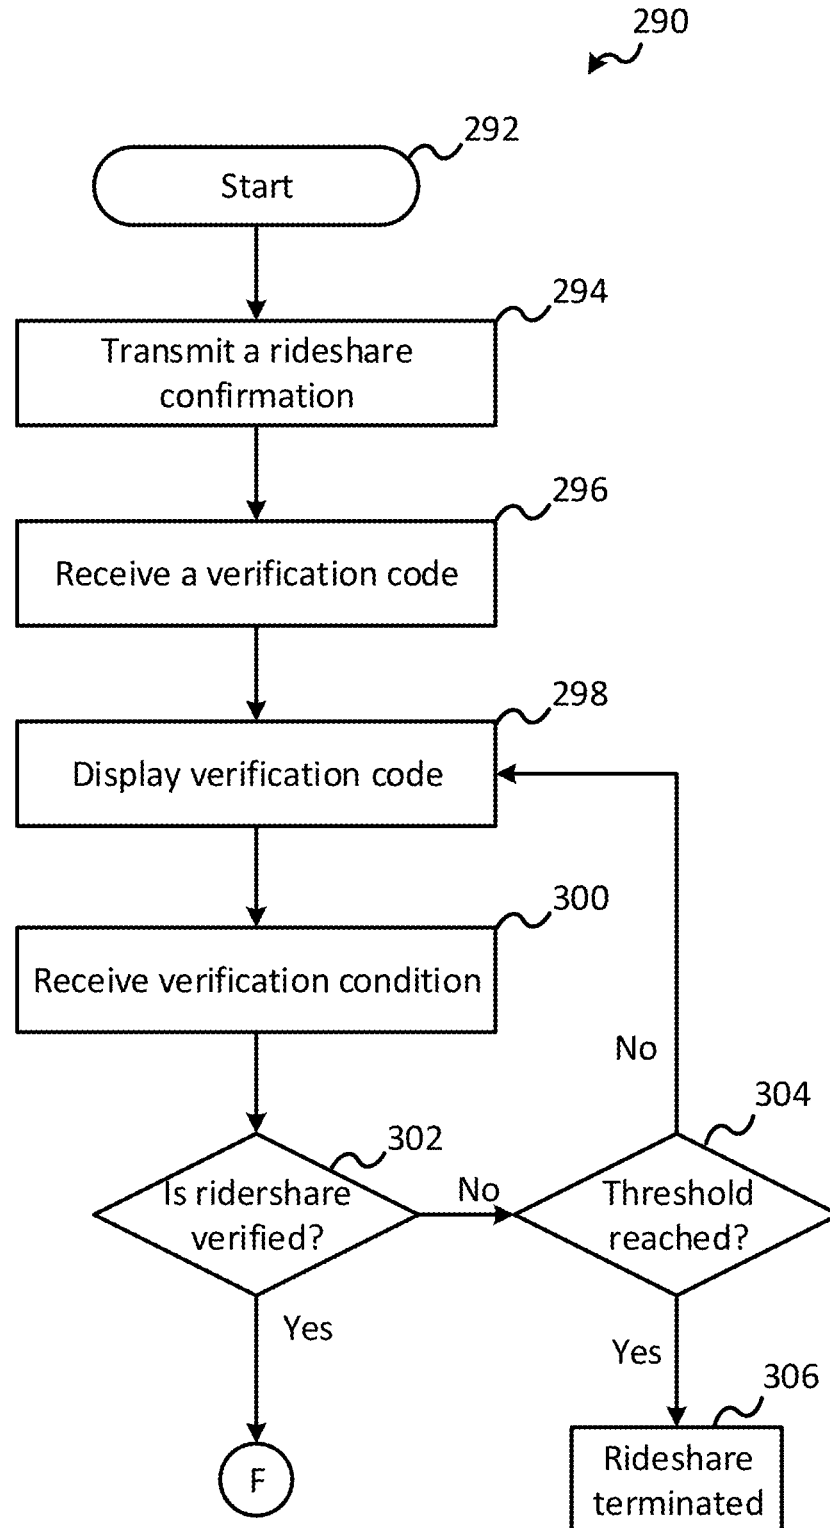 290
292
Start
294
Transmit a rideshare
confirmation
296
Receive a verification code
298
Display verification code
300
Receive verification condition
No
302
304
Is ridershare
verified?
No
Threshold
reached?
Yes
Yes
306
F
Rideshare
terminated